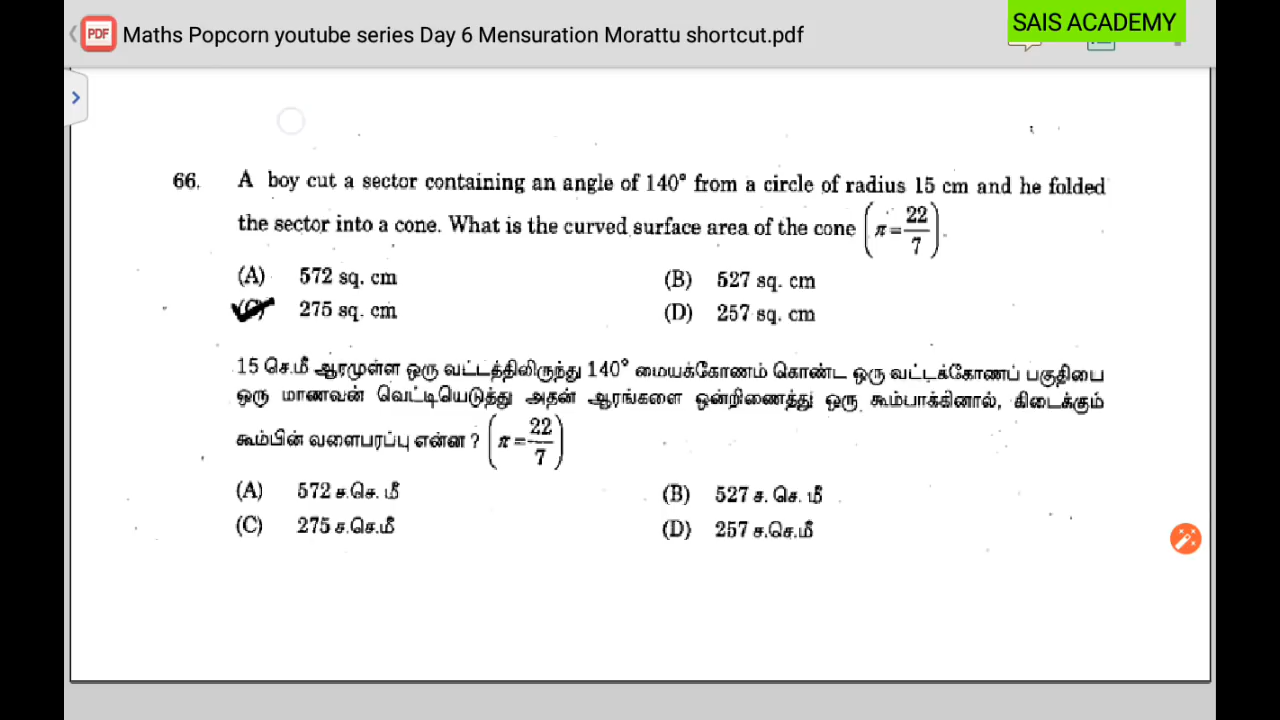 Maths Popcorn youtube series Day 6 Mensuration Morattu shortcut.pdf
PDF
SAIS ACADEMY
66. A boy cut a sector containing an angle of 140° from a circle of radius 15 cm and he folded
the sector into a cone. What is the curved surface area of the cone (π = 22/7).
(A) 572 sq. cm (B) 527 sq. cm
(C) 275 sq. cm (D) 257 sq. cm
15 செ.மீ ஆரமுள்ள ஒரு வட்டத்திலிருந்து 140° மையக்கோணம் கொண்ட ஒரு வட்டக்கோணப் பகுதியை
ஒரு மாணவன் வெட்டியெடுத்து அதன் ஆரங்களை ஒன்றிணைத்து ஒரு கூம்பாக்கினால், கிடைக்கும்
கூம்பின் வளைபரப்பு என்ன ? (π = 22/7)
(A) 572 ச.செ. மீ (B) 527 ச. செ. மீ
(C) 275 ச.செ.மீ (D) 257 ச.செ.மீ